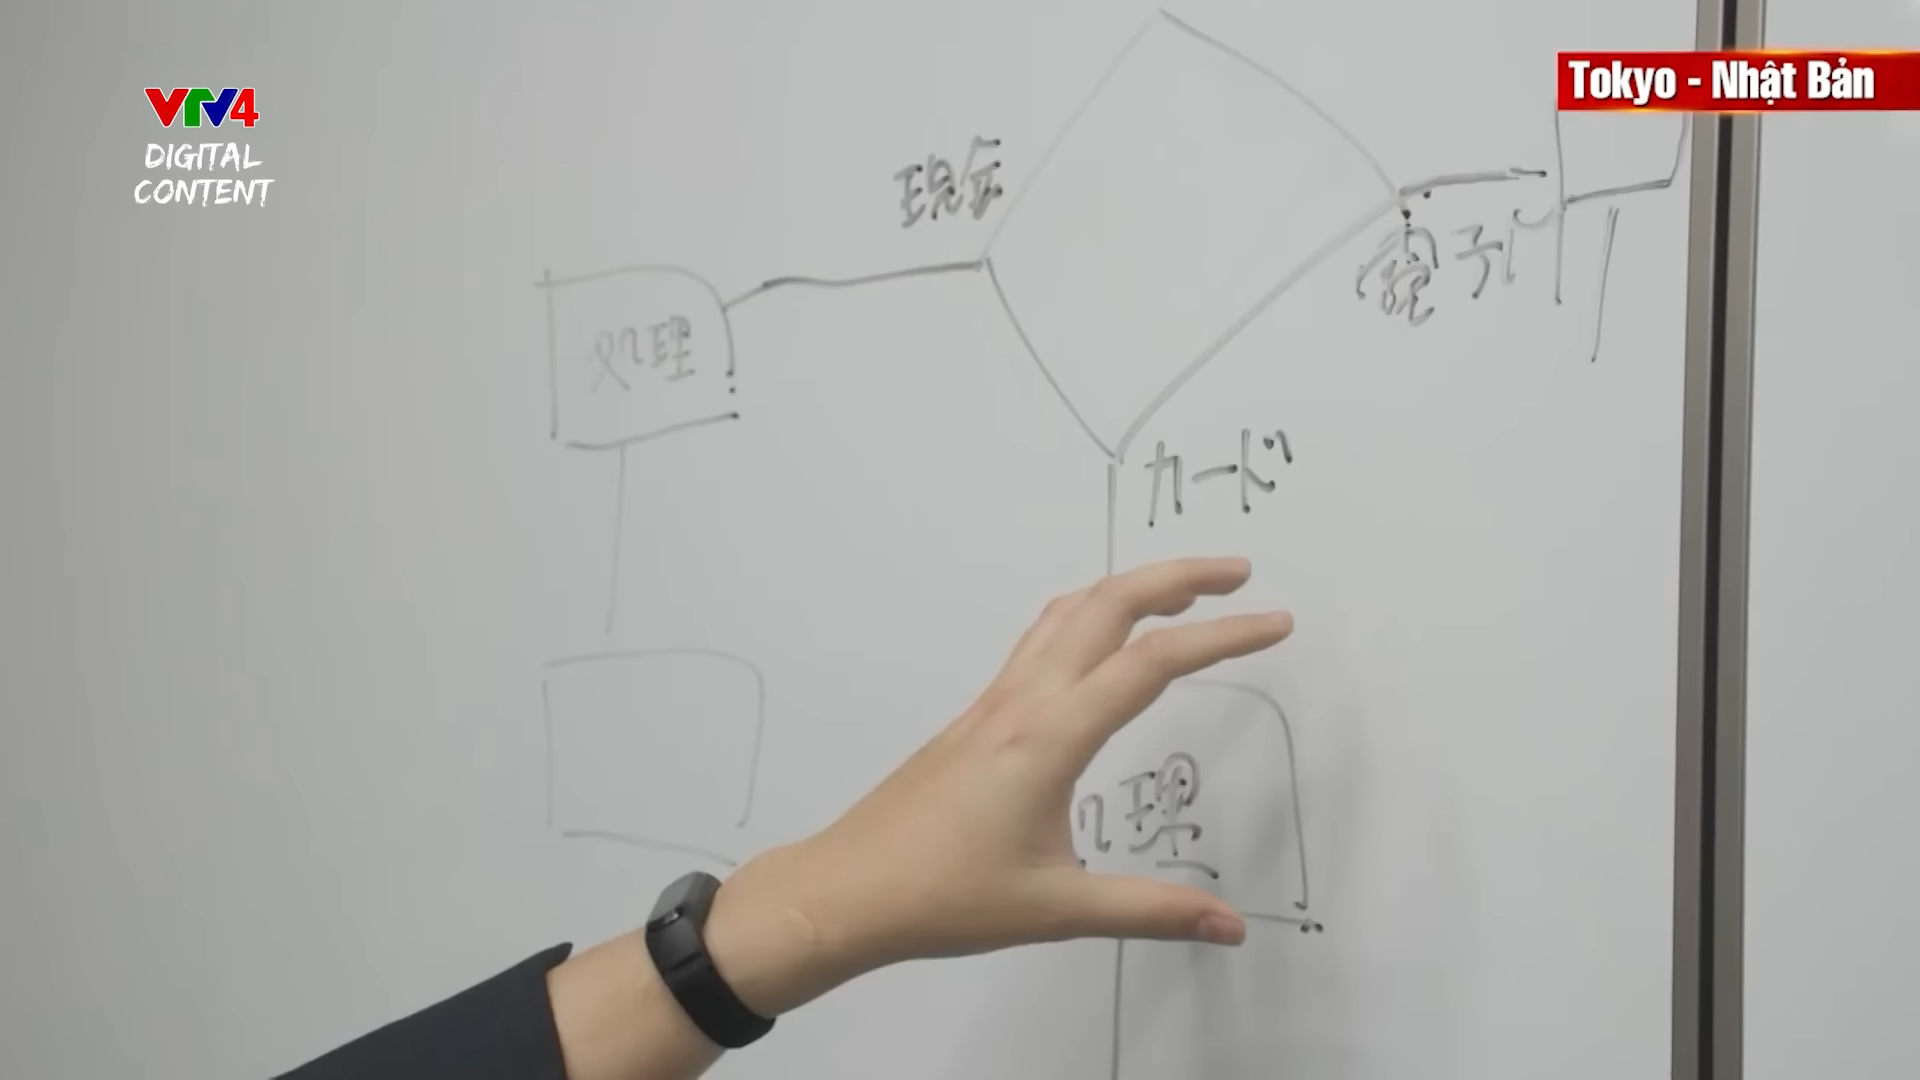 VTV4
DIGITAL
CONTENT
Tokyo - Nhật Bản
現金
電子
処理
カード
理